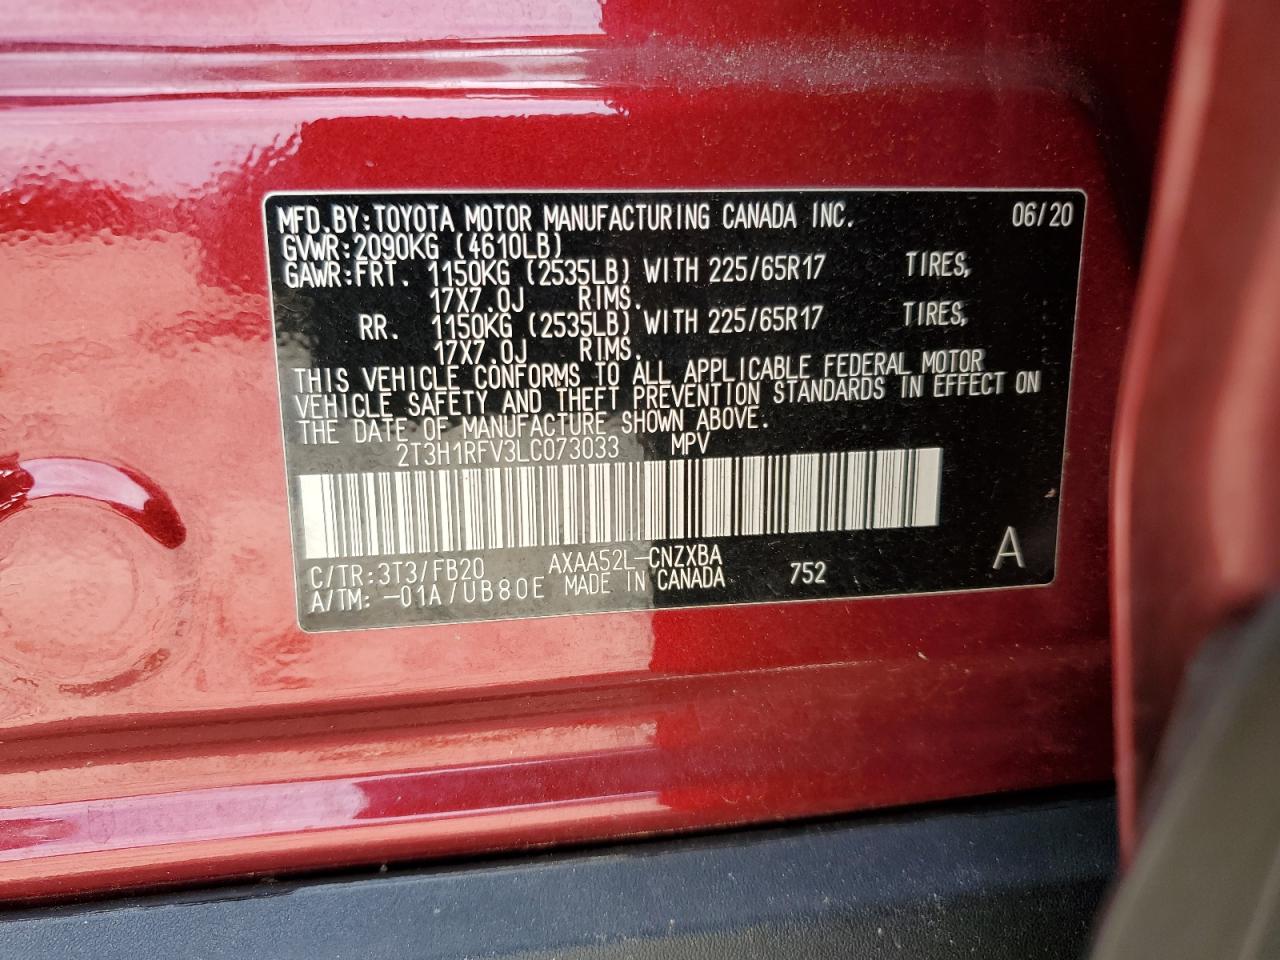 MFD.BY:TOYOTA MOTOR MANUFACTURING CANADA INC. 06/20
GVWR:2090KG (4610LB)
GAWR:FRT. 1150KG (2535LB) WITH 225/65R17 TIRES,
17X7.0J RIMS.
RR. 1150KG (2535LB) WITH 225/65R17 TIRES,
17X7.0J RIMS.
THIS VEHICLE CONFORMS TO ALL APPLICABLE FEDERAL MOTOR
VEHICLE SAFETY AND THEFT PREVENTION STANDARDS IN EFFECT ON
THE DATE OF MANUFACTURE SHOWN ABOVE.
2T3H1RFV3LC073033 MPV
C/TR:3T3/FB20 AXAA52L-CNZXBA
A/TM:-01A/UB80E MADE IN CANADA 752 A